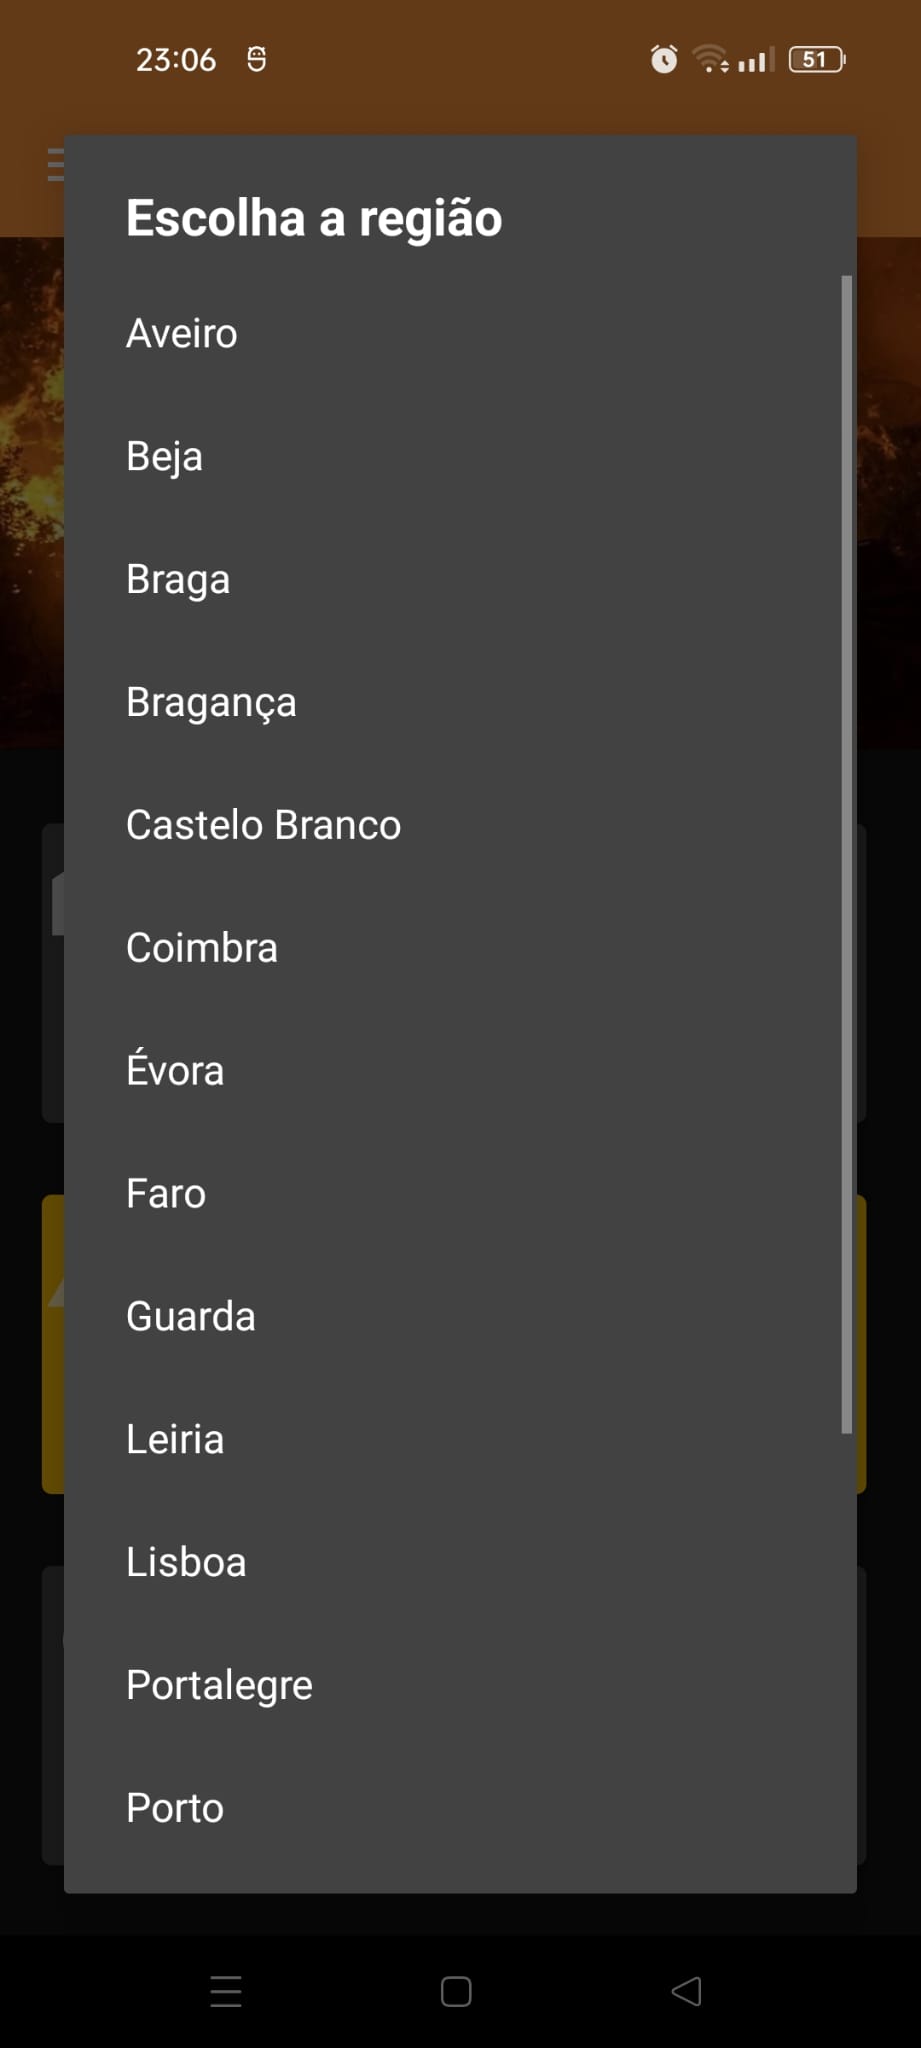 23:06
51
Escolha a região
Aveiro
Beja
Braga
Bragança
Castelo Branco
Coimbra
Évora
Faro
Guarda
Leiria
Lisboa
Portalegre
Porto